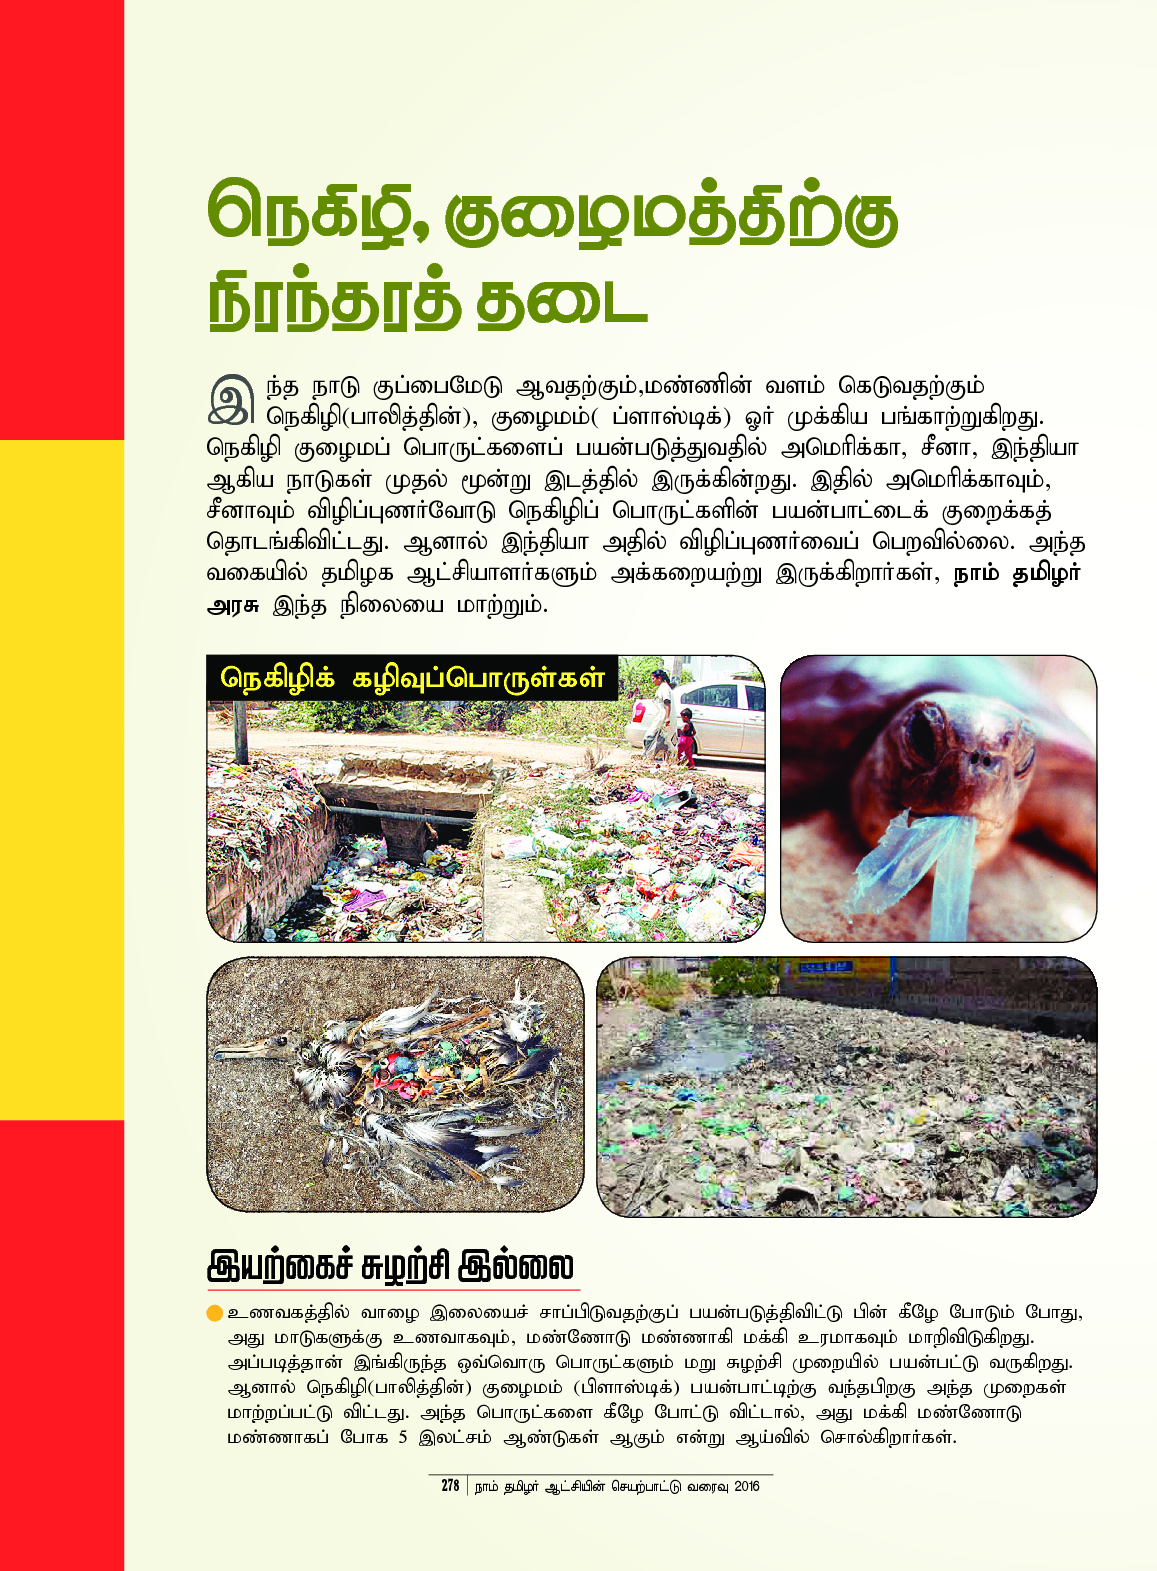 நெகிழி, குழைமத்திற்கு
நிரந்தரத் தடை
இந்த நாடு குப்பைமேடு ஆவதற்கும்,மண்ணின் வளம் கெடுவதற்கும்
நெகிழி(பாலித்தின்), குழைமம்( ப்ளாஸ்டிக்) ஓர் முக்கிய பங்காற்றுகிறது.
நெகிழி குழைமப் பொருட்களைப் பயன்படுத்துவதில் அமெரிக்கா, சீனா, இந்தியா
ஆகிய நாடுகள் முதல் மூன்று இடத்தில் இருக்கின்றது. இதில் அமெரிக்காவும்,
சீனாவும் விழிப்புணர்வோடு நெகிழிப் பொருட்களின் பயன்பாட்டைக் குறைக்கத்
தொடங்கிவிட்டது. ஆனால் இந்தியா அதில் விழிப்புணர்வைப் பெறவில்லை. அந்த
வகையில் தமிழக ஆட்சியாளர்களும் அக்கறையற்று இருக்கிறார்கள், நாம் தமிழர்
அரசு இந்த நிலையை மாற்றும்.
நெகிழிக் கழிவுப்பொருள்கள்
இயற்கைச் சுழற்சி இல்லை
உணவகத்தில் வாழை இலையைச் சாப்பிடுவதற்குப் பயன்படுத்திவிட்டு பின் கீழே போடும் போது,
அது மாடுகளுக்கு உணவாகவும், மண்ணோடு மண்ணாகி மக்கி உரமாகவும் மாறிவிடுகிறது.
அப்படித்தான் இங்கிருந்த ஒவ்வொரு பொருட்களும் மறு சுழற்சி முறையில் பயன்பட்டு வருகிறது.
ஆனால் நெகிழி(பாலித்தின்) குழைமம் (பிளாஸ்டிக்) பயன்பாட்டிற்கு வந்தபிறகு அந்த முறைகள்
மாற்றப்பட்டு விட்டது. அந்த பொருட்களை கீழே போட்டு விட்டால், அது மக்கி மண்ணோடு
மண்ணாகப் போக 5 இலட்சம் ஆண்டுகள் ஆகும் என்று ஆய்வில் சொல்கிறார்கள்.
278 நாம் தமிழர் ஆட்சியின் செயற்பாட்டு வரைவு 2016